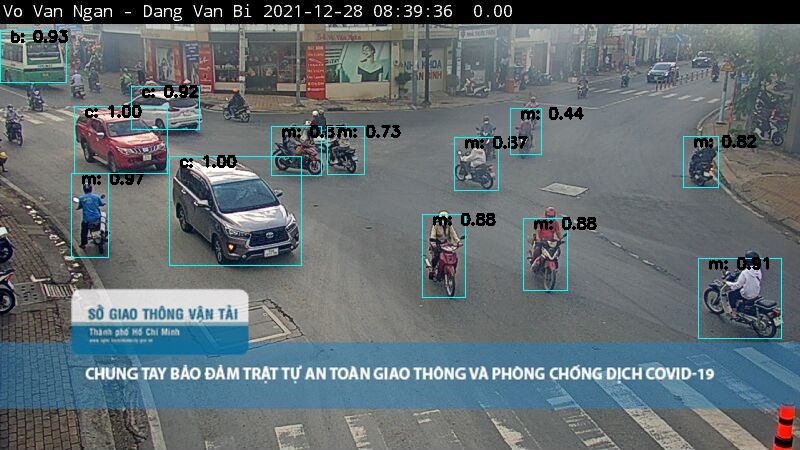 Vo Van Ngan - Dang Van Bi 2021-12-28 08:39:36 0.00
b: 0.93
c: 0.92
c: 1.00
m: 0.73
m: 0.44
m: 0.87
m: 0.82
c: 1.00
m: 0.97
m: 0.88
m: 0.88
m: 0.91
SỞ GIAO THÔNG VẬN TẢI
Thành phố Hồ Chí Minh
CHUNG TAY BẢO ĐẢM TRẬT TỰ AN TOÀN GIAO THÔNG VÀ PHÒNG CHỐNG DỊCH COVID-19